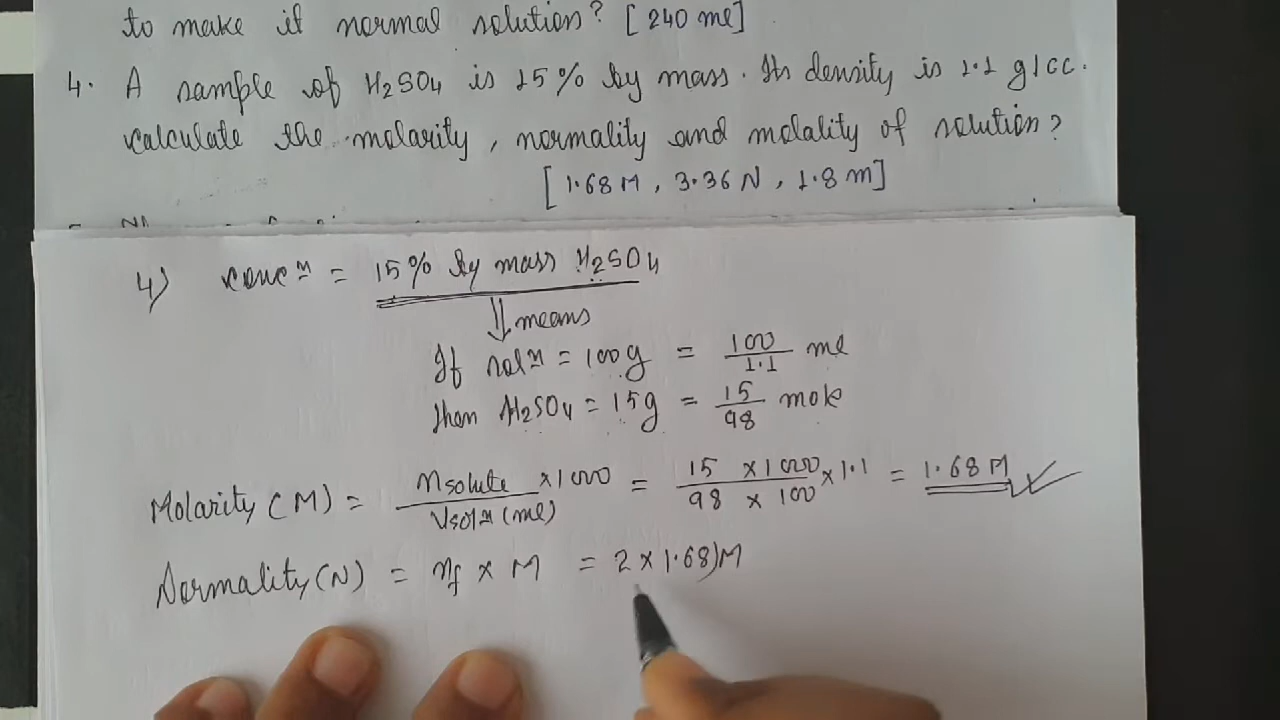 to make it normal solution? [240 ml]
4. A sample of H2SO4 is 15% by mass. Its density is 1.1 g/cc.
calculate the molarity, normality and molality of solution?
[1.68M, 3.36 N, 1.8 m]
4) concⁿ = 15% by mass H2SO4
means
If solⁿ = 100g = 100/1.1 ml
then H2SO4 = 15g = 15/98 mole
Molarity (M) = nsolute/Vsolⁿ(ml) ×1000 = 15 × 1000/98 × 100 × 1.1 = 1.68 M
Normality (N) = nf × M = 2 × 1.68)M